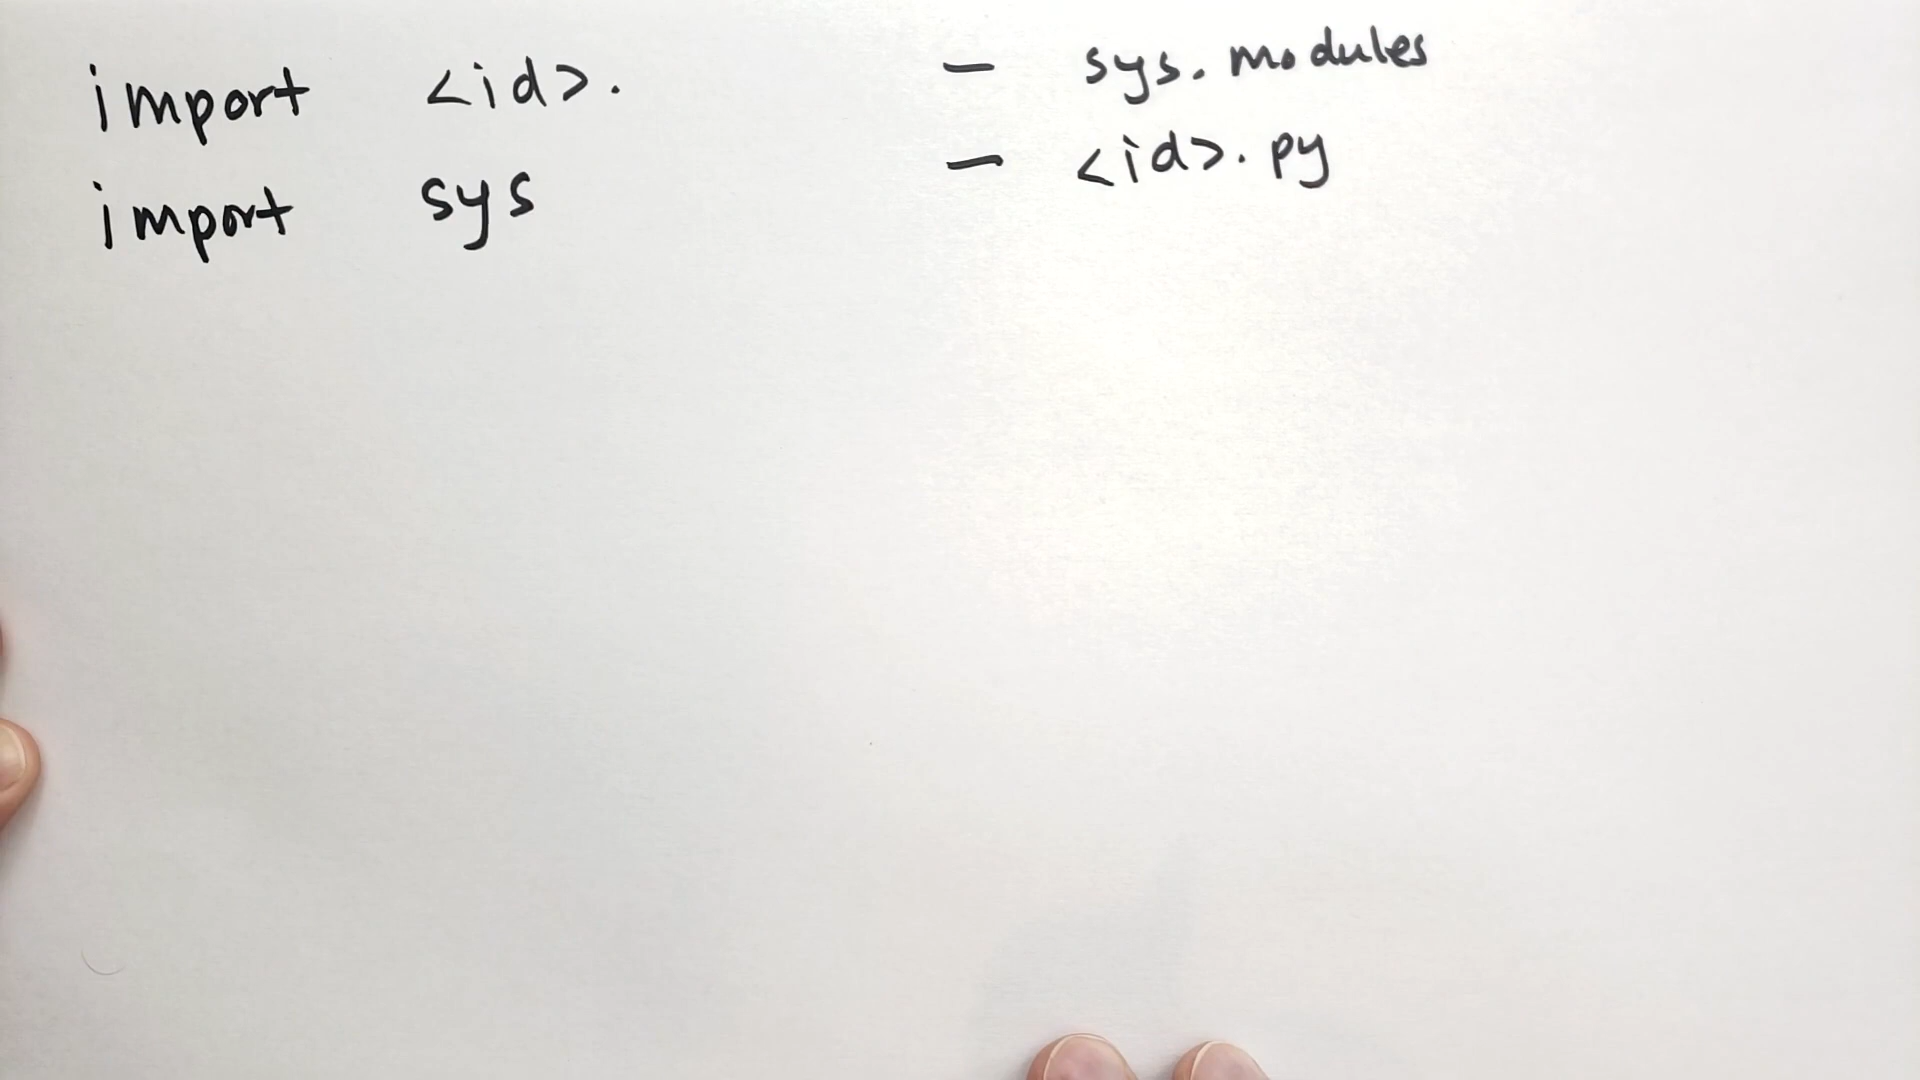 import <id>.
import sys
- sys.modules
- <id>.py